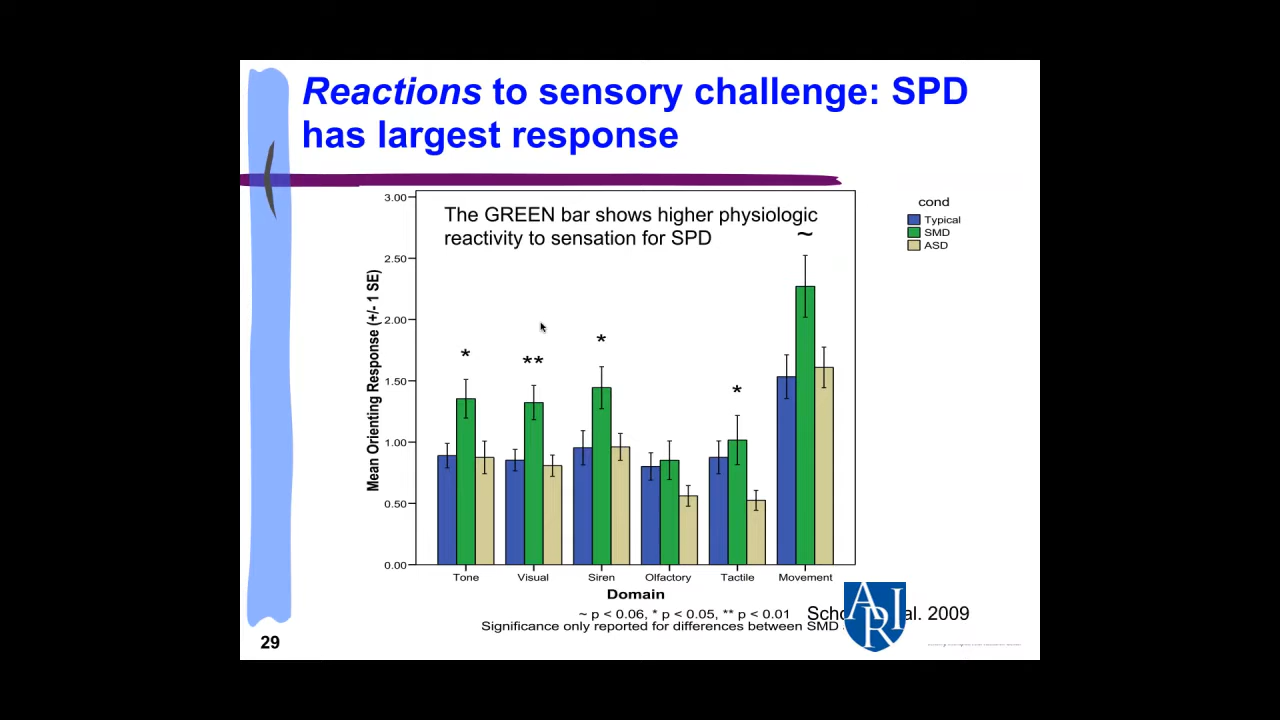 Reactions to sensory challenge: SPD
has largest response
The GREEN bar shows higher physiologic
reactivity to sensation for SPD
~
cond
Typical
SMD
ASD
Mean Orienting Response (+/- 1 SE)
3.00
2.50
2.00
1.50
1.00
0.50
0.00
*
**
*
*
Tone Visual Siren Olfactory Tactile Movement
Domain
~ p < 0.06, * p < 0.05, ** p < 0.01
Significance only reported for differences between SMD
al. 2009
ARI
29